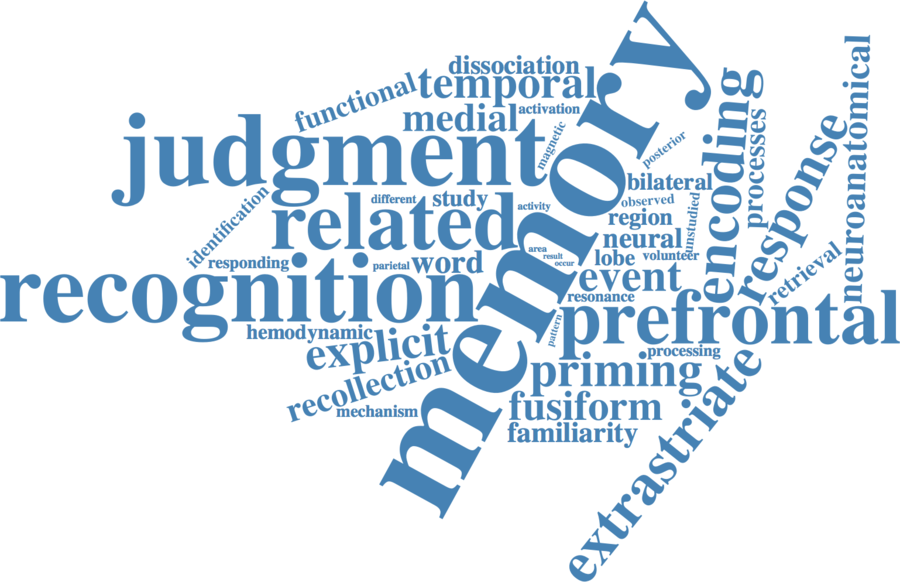 dissociation
temporal
functional
medial
activation
memory
judgment
magnetic
posterior
encoding
processes
neuroanatomical
response
bilateral
different
study
activity
observed
unstudied
identification
related
region
neural
area
result
occur
lobe
volunteer
retrieval
responding
parietal
word
event
recognition
resonance
prefrontal
hemodynamic
pattern
explicit
processing
recollection
priming
extrastriate
mechanism
fusiform
familiarity